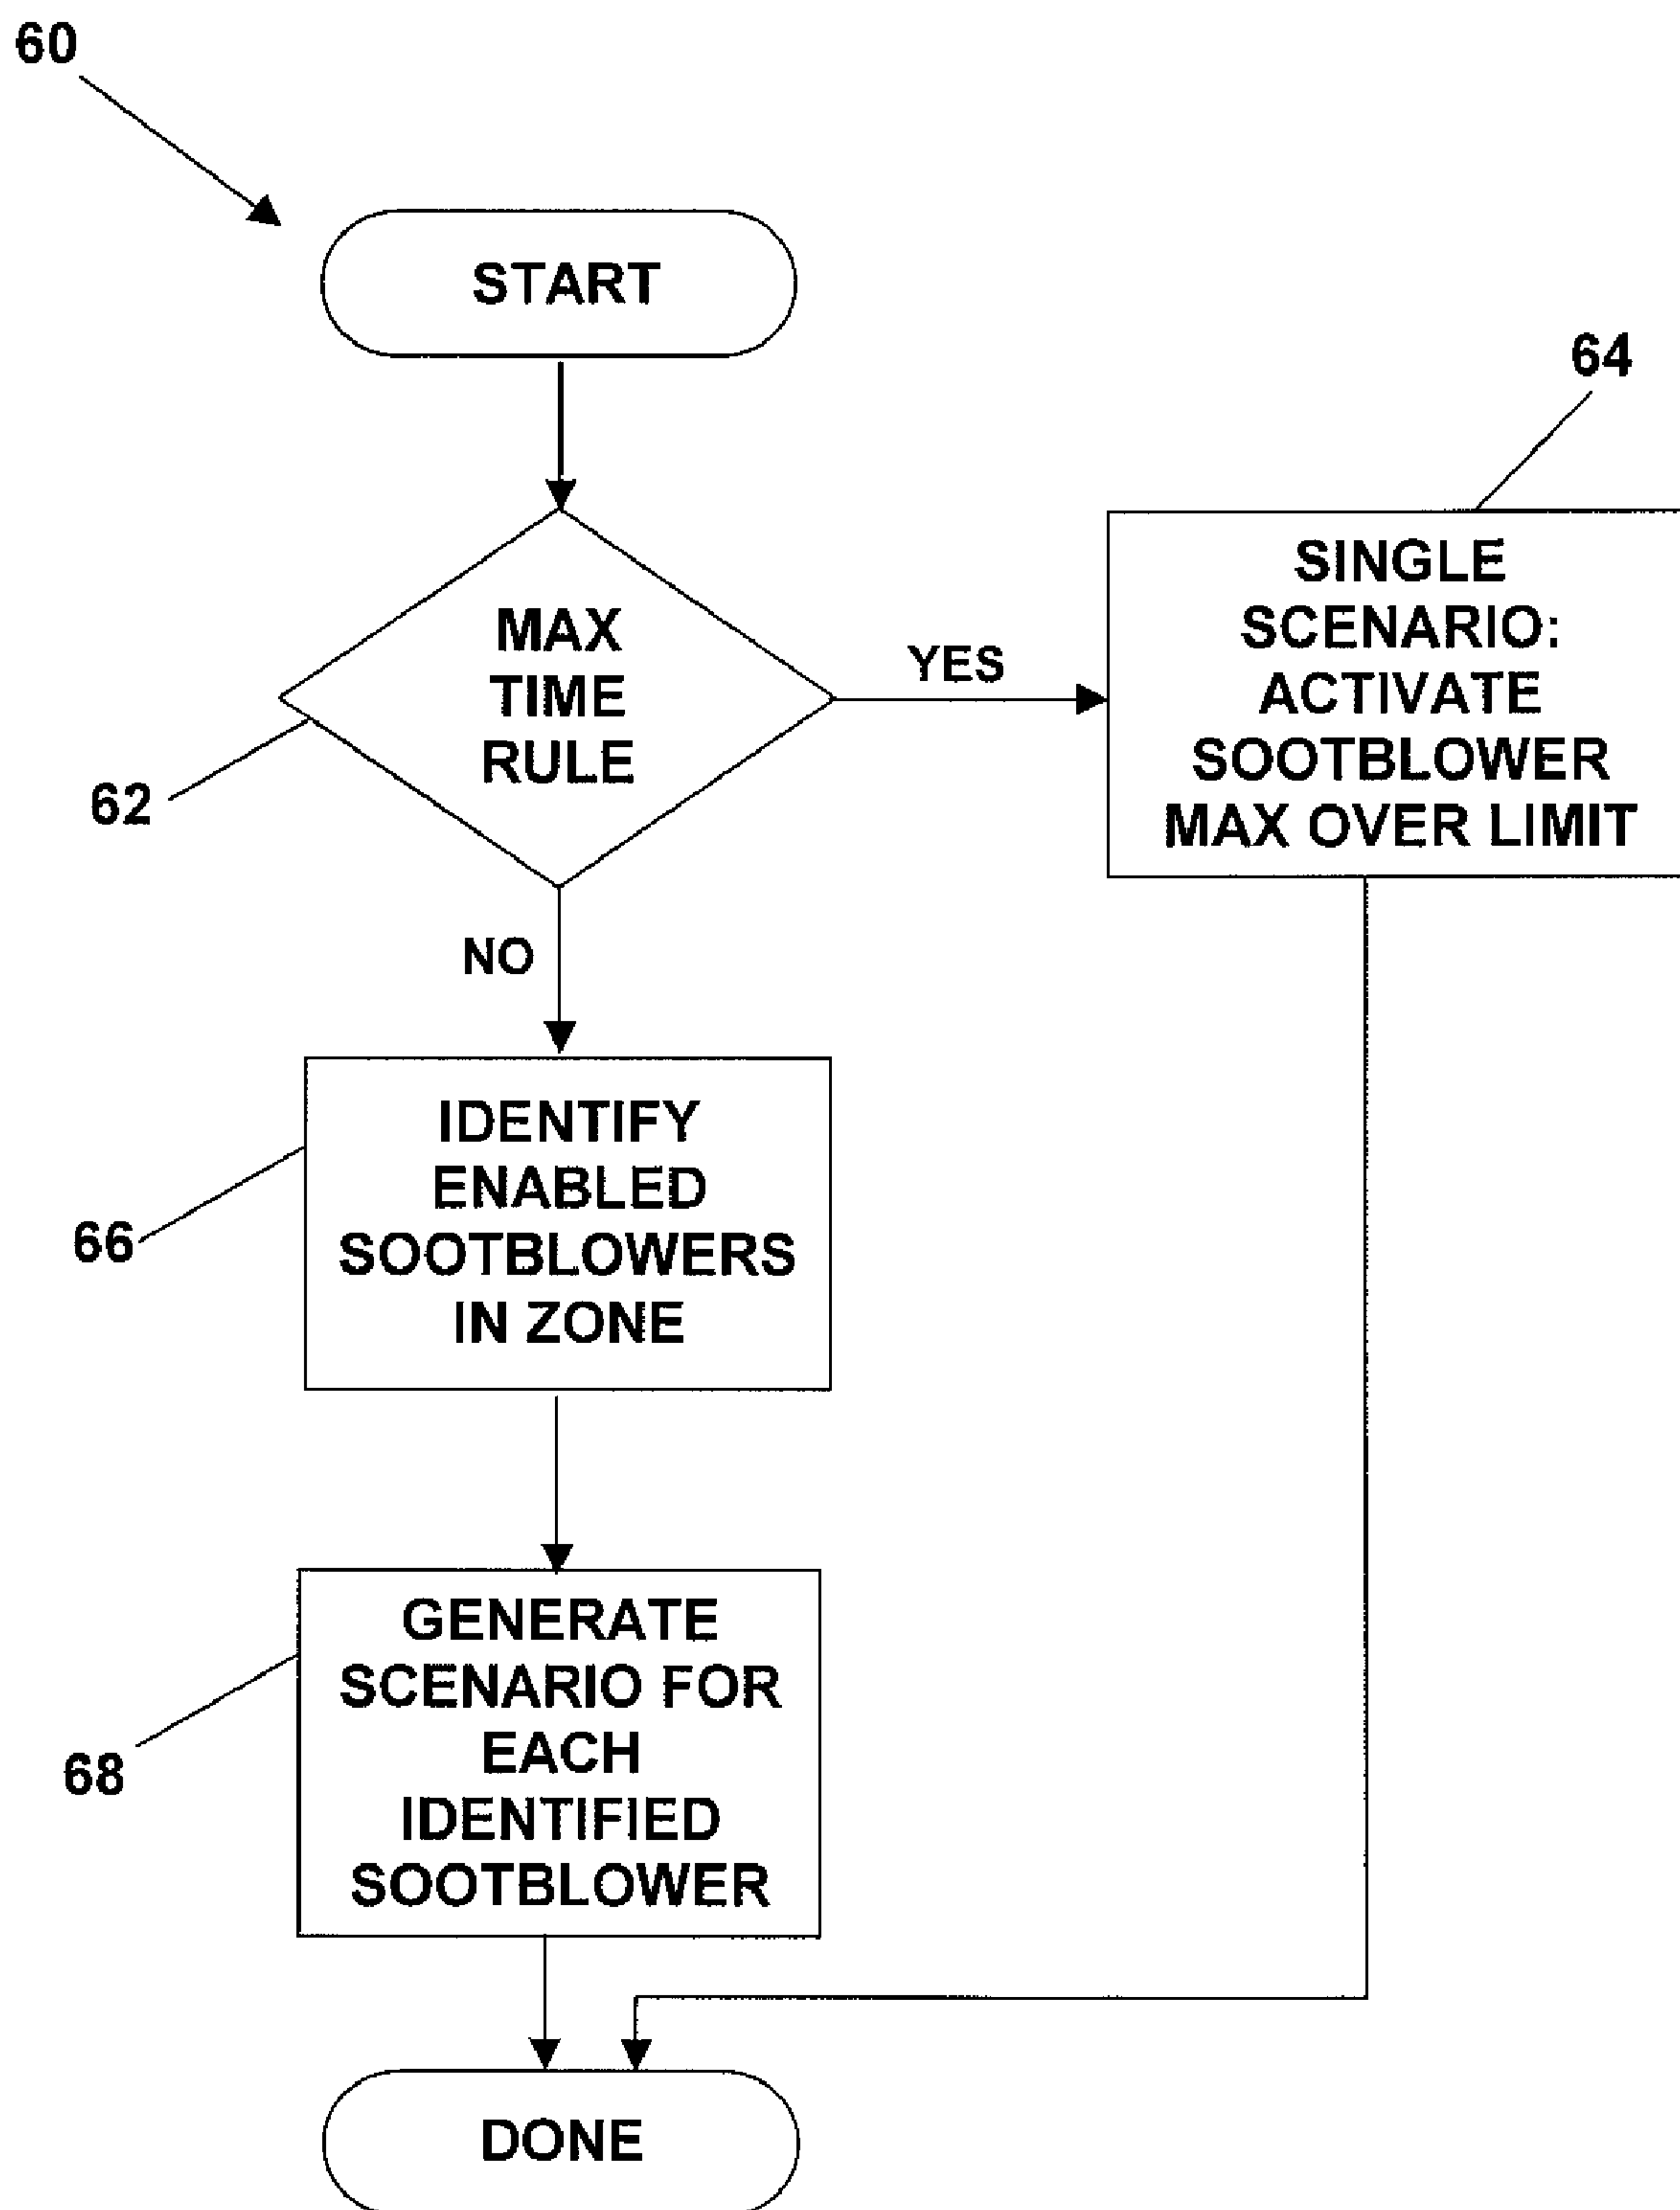 60
START
64
MAX
TIME
RULE
YES
SINGLE
SCENARIO:
ACTIVATE
SOOTBLOWER
MAX OVER LIMIT
62
NO
IDENTIFY
ENABLED
SOOTBLOWERS
IN ZONE
66
GENERATE
SCENARIO FOR
EACH
IDENTIFIED
SOOTBLOWER
68
DONE